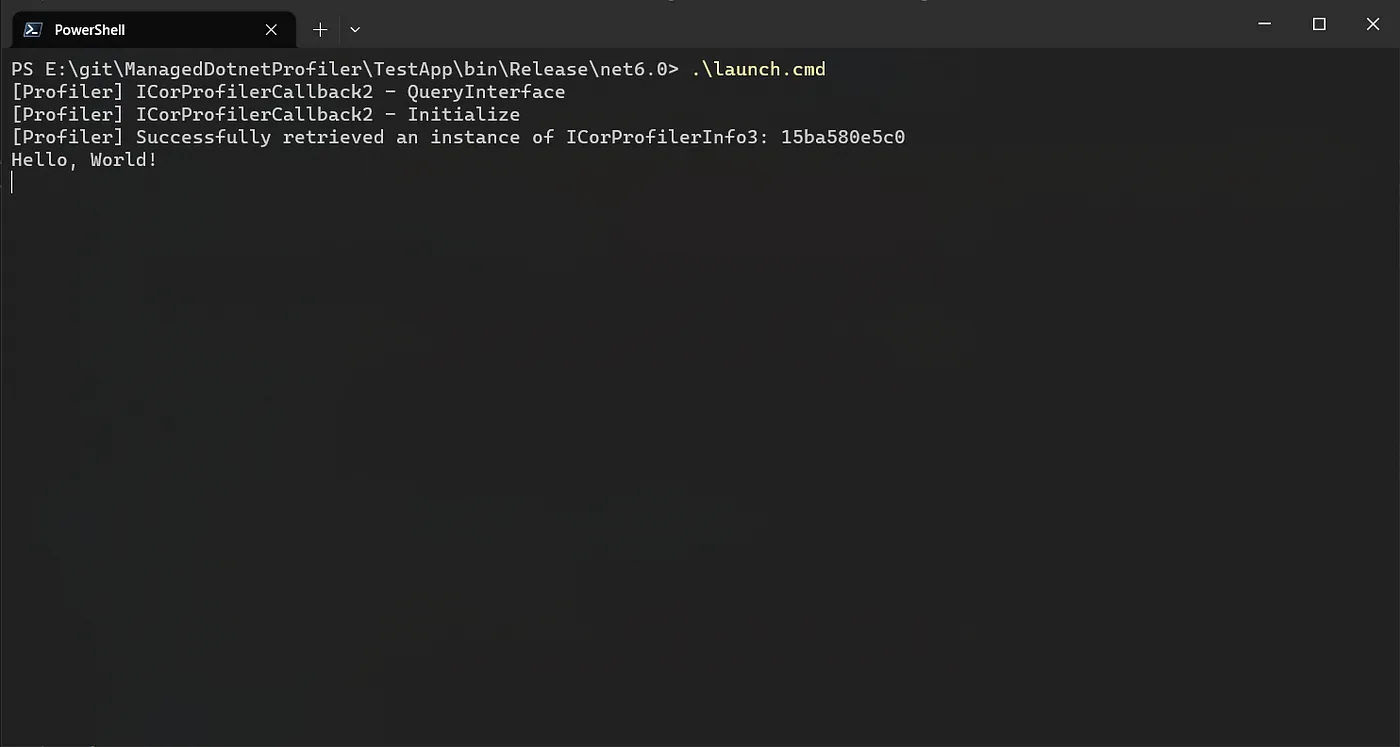 PowerShell
PS E:\git\ManagedDotnetProfiler\TestApp\bin\Release\net6.0> .\launch.cmd
[Profiler] ICorProfilerCallback2 - QueryInterface
[Profiler] ICorProfilerCallback2 - Initialize
[Profiler] Successfully retrieved an instance of ICorProfilerInfo3: 15ba580e5c0
Hello, World!